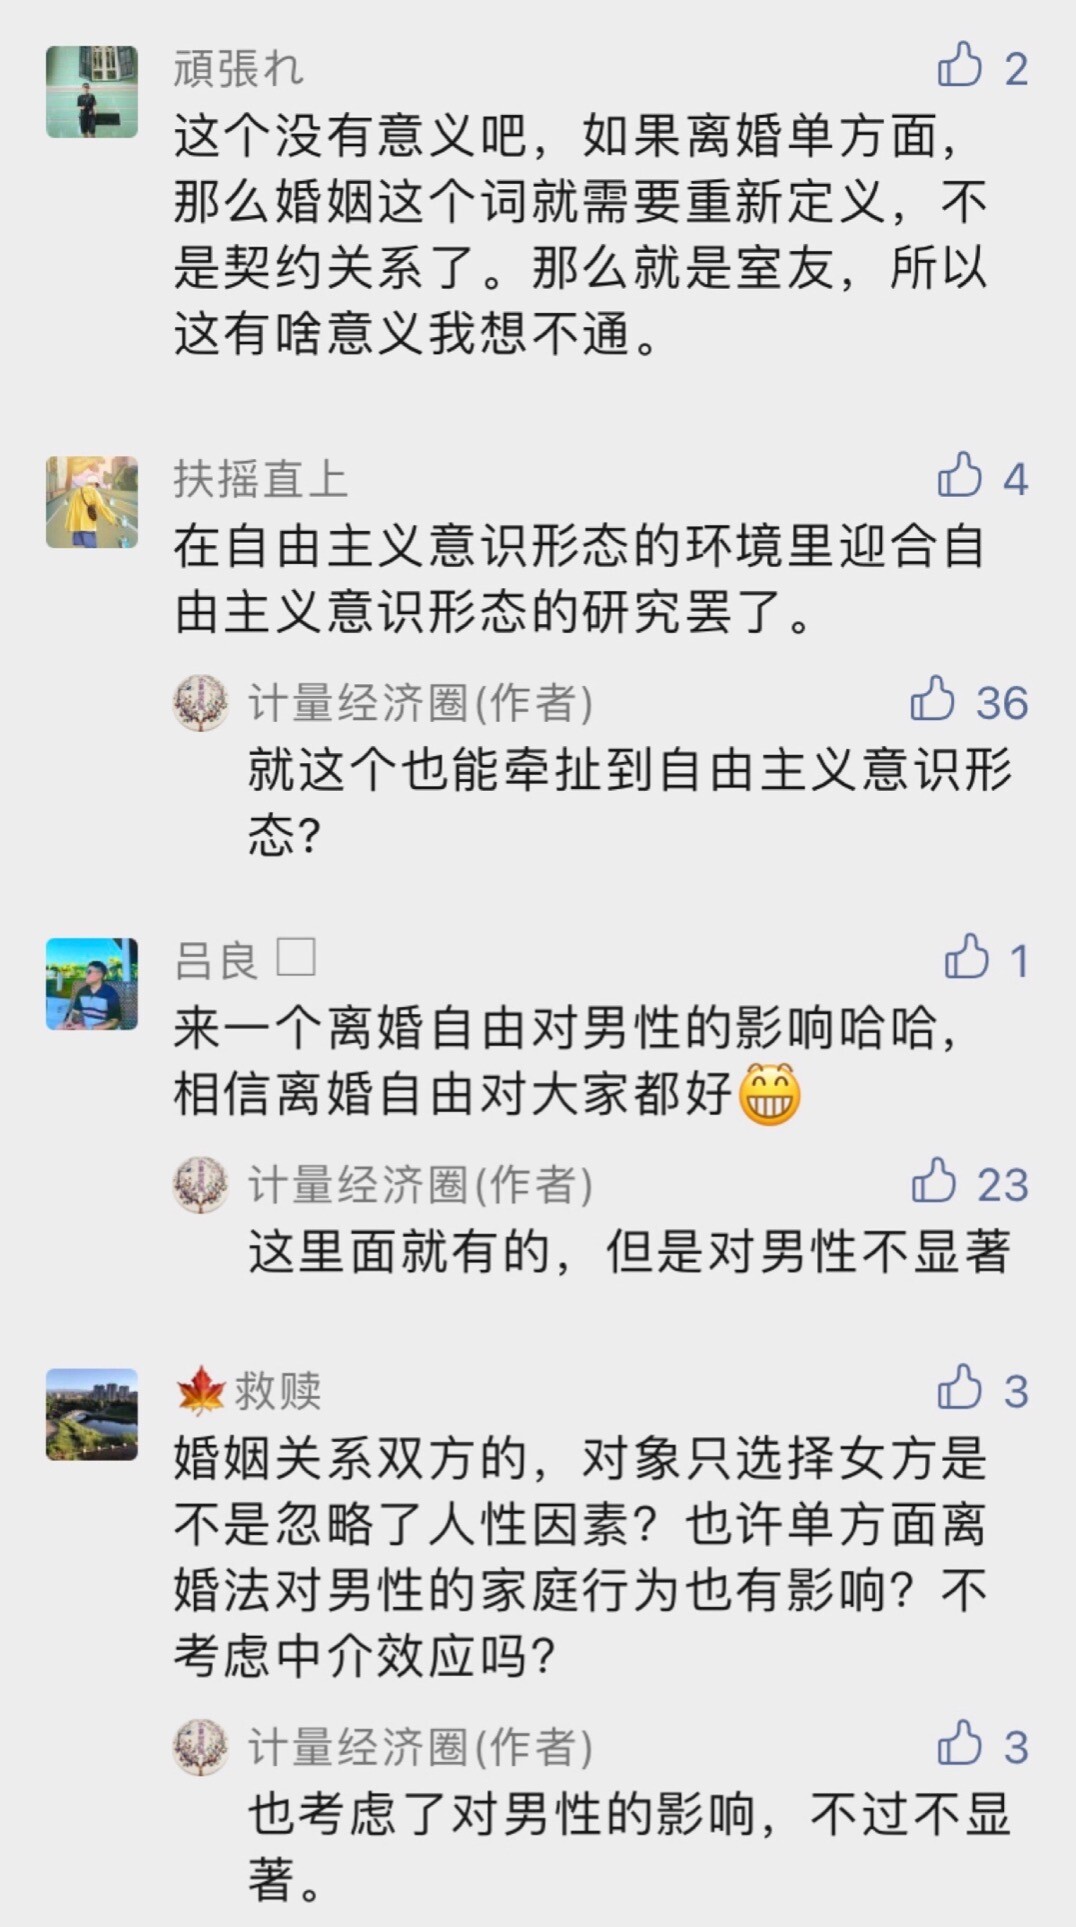 頑張れ
2
这个没有意义吧，如果离婚单方面，
那么婚姻这个词就需要重新定义，不
是契约关系了。那么就是室友，所以
这有啥意义我想不通。
扶摇直上
4
在自由主义意识形态的环境里迎合自
由主义意识形态的研究罢了。
计量经济圈(作者)
36
就这个也能牵扯到自由主义意识形
态?
吕良
1
来一个离婚自由对男性的影响哈哈，
相信离婚自由对大家都好😁
计量经济圈(作者)
23
这里面就有的，但是对男性不显著
🍁救赎
3
婚姻关系双方的，对象只选择女方是
不是忽略了人性因素? 也许单方面离
婚法对男性的家庭行为也有影响? 不
考虑中介效应吗?
计量经济圈(作者)
3
也考虑了对男性的影响，不过不显
著。